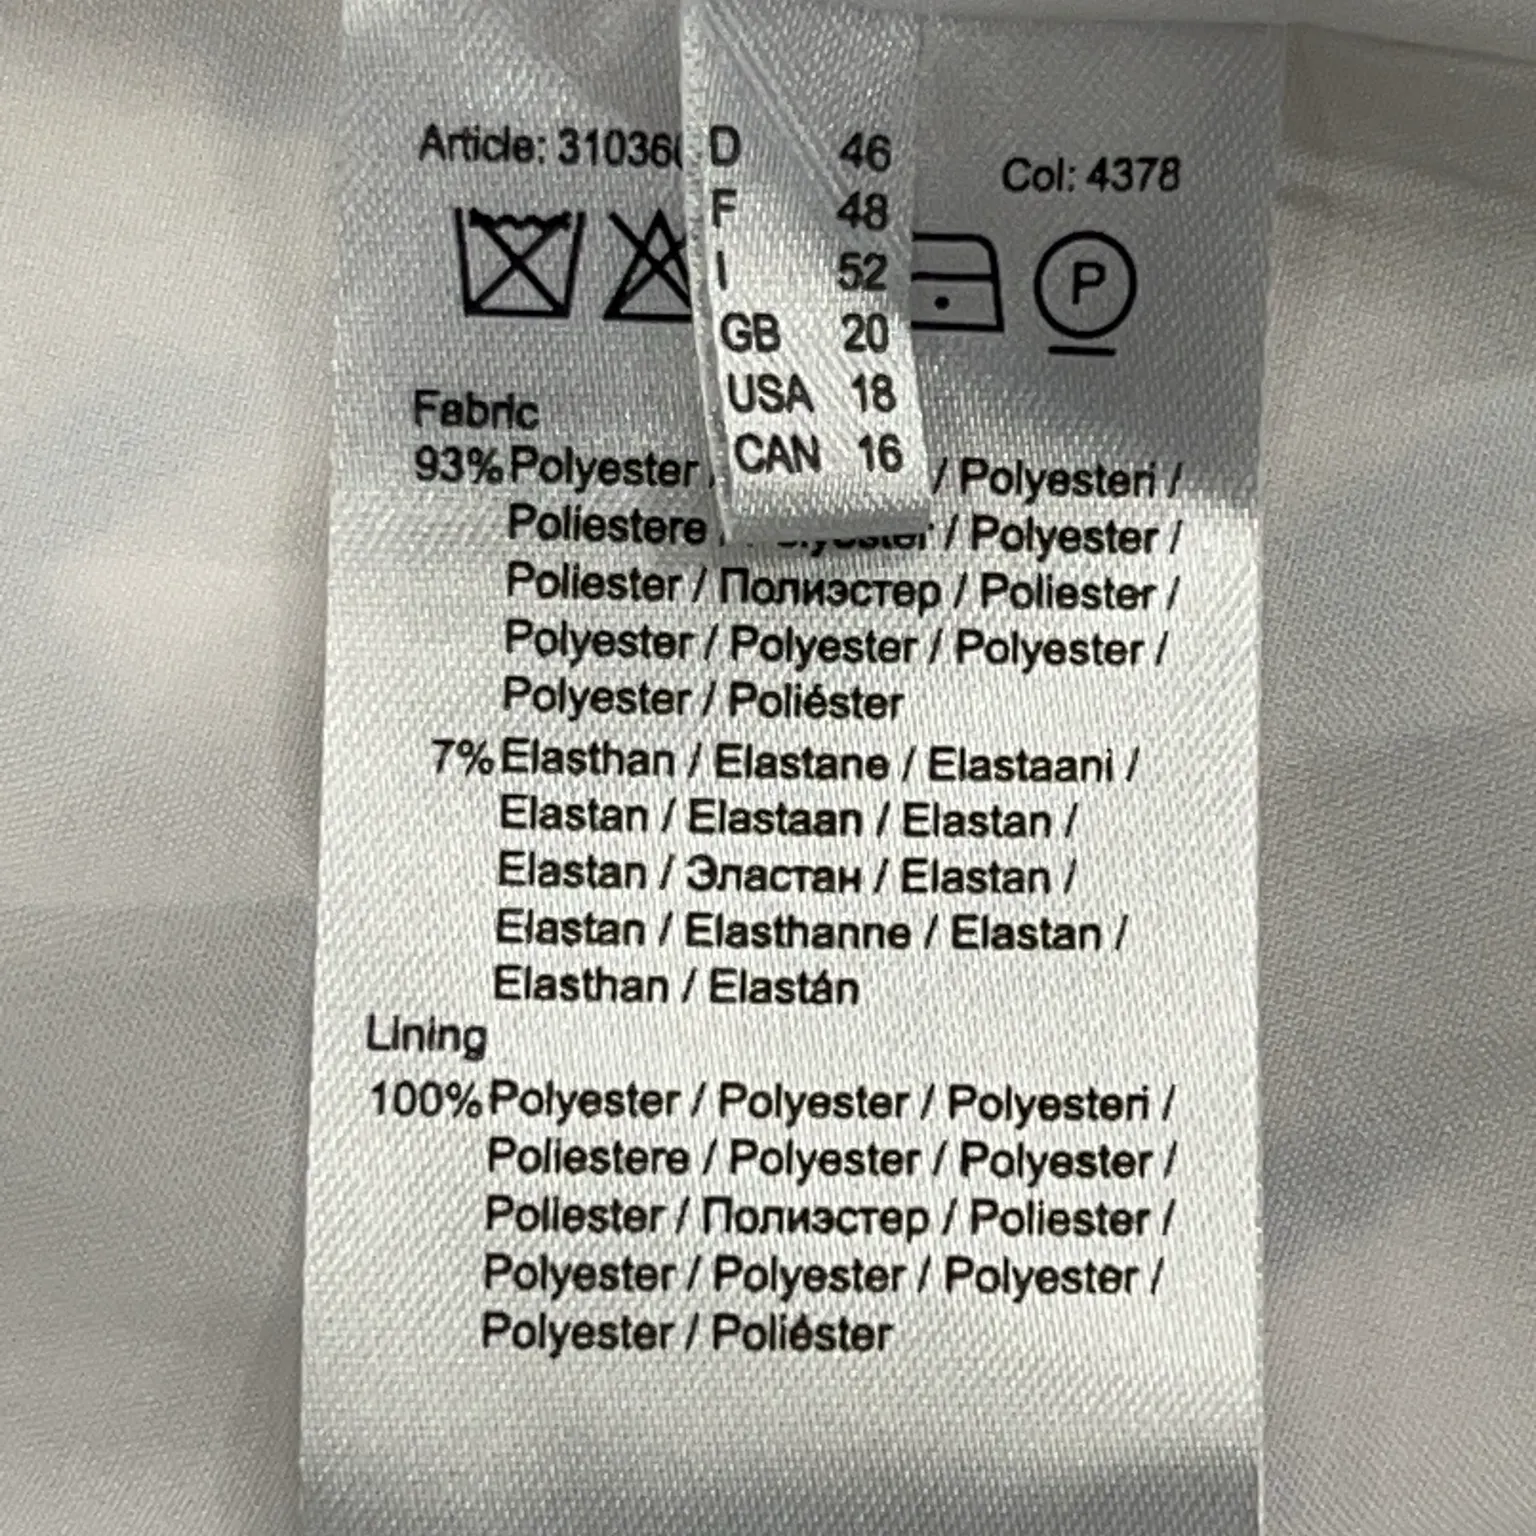 Article: 31036
Col: 4378
D 46
F 48
I 52
GB 20
USA 18
CAN 16
P
Fabric
93% Polyester / / Polyesteri /
Poliestere / / Polyester /
Poliester / Полиэстер / Poliester /
Polyester / Polyester / Polyester /
Polyester / Poliéster
7% Elasthan / Elastane / Elastaani /
Elastan / Elastaan / Elastan /
Elastan / Эластан / Elastan /
Elastan / Elasthanne / Elastan /
Elasthan / Elastán
Lining
100% Polyester / Polyester / Polyesteri /
Poliestere / Polyester / Polyester /
Poliester / Полиэстер / Poliester /
Polyester / Polyester / Polyester /
Polyester / Poliéster